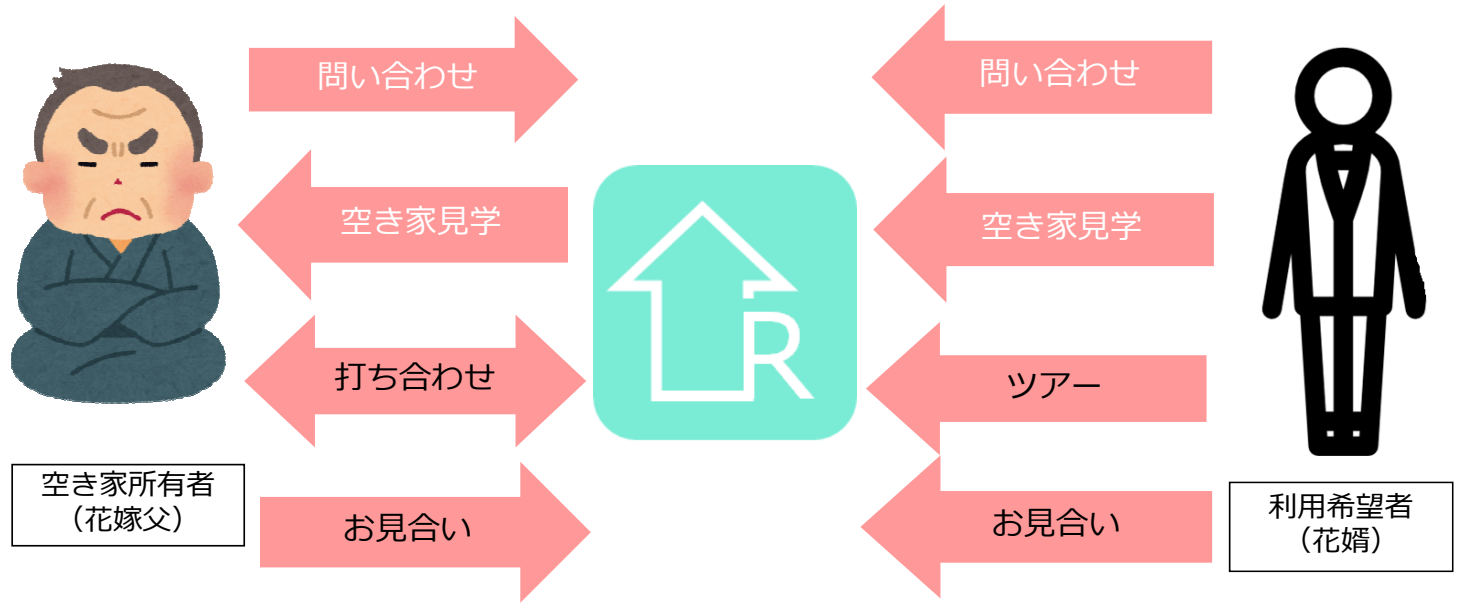 問い合わせ
空き家見学
打ち合わせ
お見合い
空き家所有者
（花嫁父）
R
問い合わせ
空き家見学
ツアー
お見合い
利用希望者
（花婿）